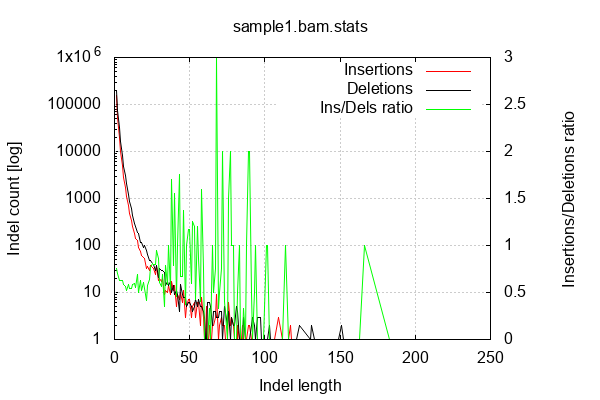 sample1.bam.stats
Indel count [log]
1x10^6
100000
10000
1000
100
10
1
Insertions
Deletions
Ins/Dels ratio
3
2.5
2
1.5
1
0.5
0
Insertions/Deletions ratio
0 50 100 150 200 250
Indel length